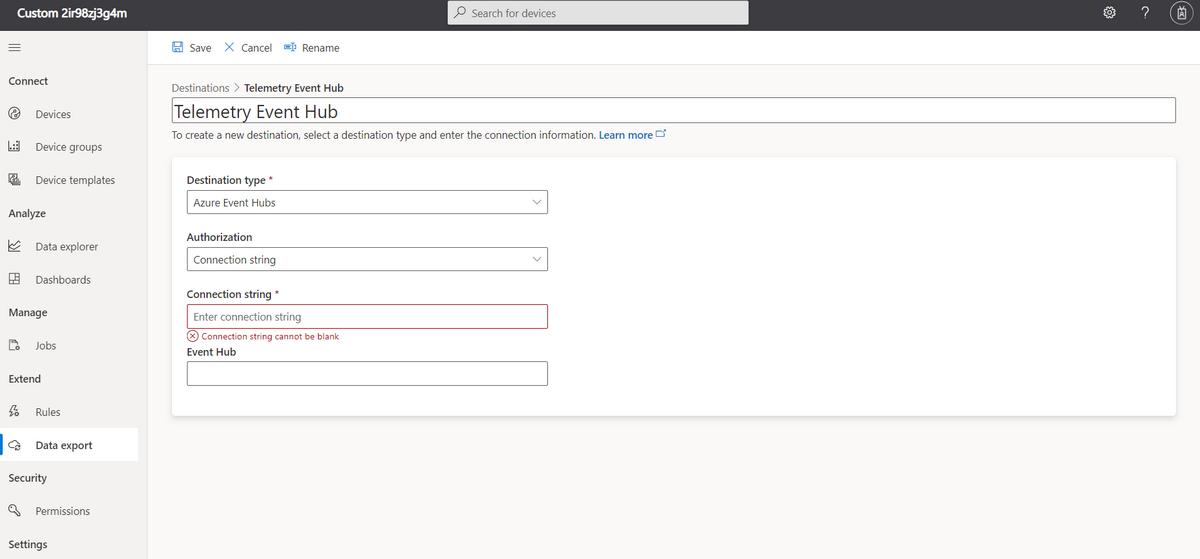 Custom 2ir98zj3g4m
Search for devices
?
Save Cancel Rename
Connect
Devices
Device groups
Device templates
Analyze
Data explorer
Dashboards
Manage
Jobs
Extend
Rules
Data export
Security
Permissions
Settings
Destinations > Telemetry Event Hub
Telemetry Event Hub
To create a new destination, select a destination type and enter the connection information. Learn more
Destination type *
Azure Event Hubs
Authorization
Connection string
Connection string *
Enter connection string
Connection string cannot be blank
Event Hub